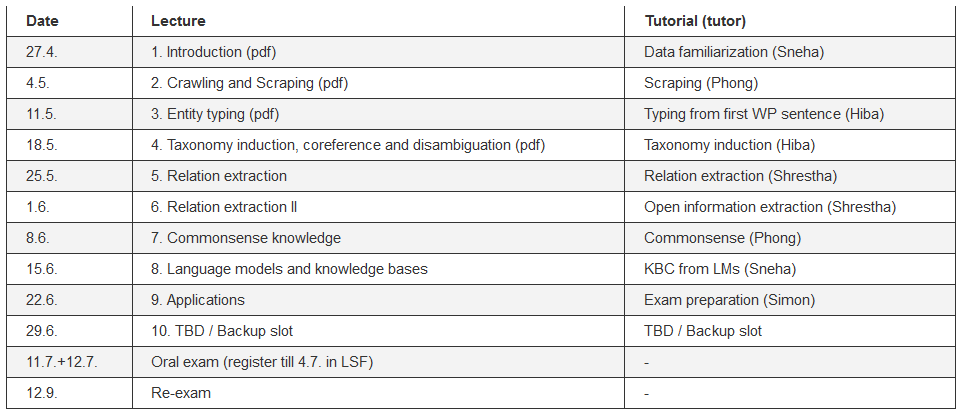 Date Lecture Tutorial (tutor)
27.4. 1. Introduction (pdf) Data familiarization (Sneha)
4.5. 2. Crawling and Scraping (pdf) Scraping (Phong)
11.5. 3. Entity typing (pdf) Typing from first WP sentence (Hiba)
18.5. 4. Taxonomy induction, coreference and disambiguation (pdf) Taxonomy induction (Hiba)
25.5. 5. Relation extraction Relation extraction (Shrestha)
1.6. 6. Relation extraction II Open information extraction (Shrestha)
8.6. 7. Commonsense knowledge Commonsense (Phong)
15.6. 8. Language models and knowledge bases KBC from LMs (Sneha)
22.6. 9. Applications Exam preparation (Simon)
29.6. 10. TBD / Backup slot TBD / Backup slot
11.7.+12.7. Oral exam (register till 4.7. in LSF) -
12.9. Re-exam -